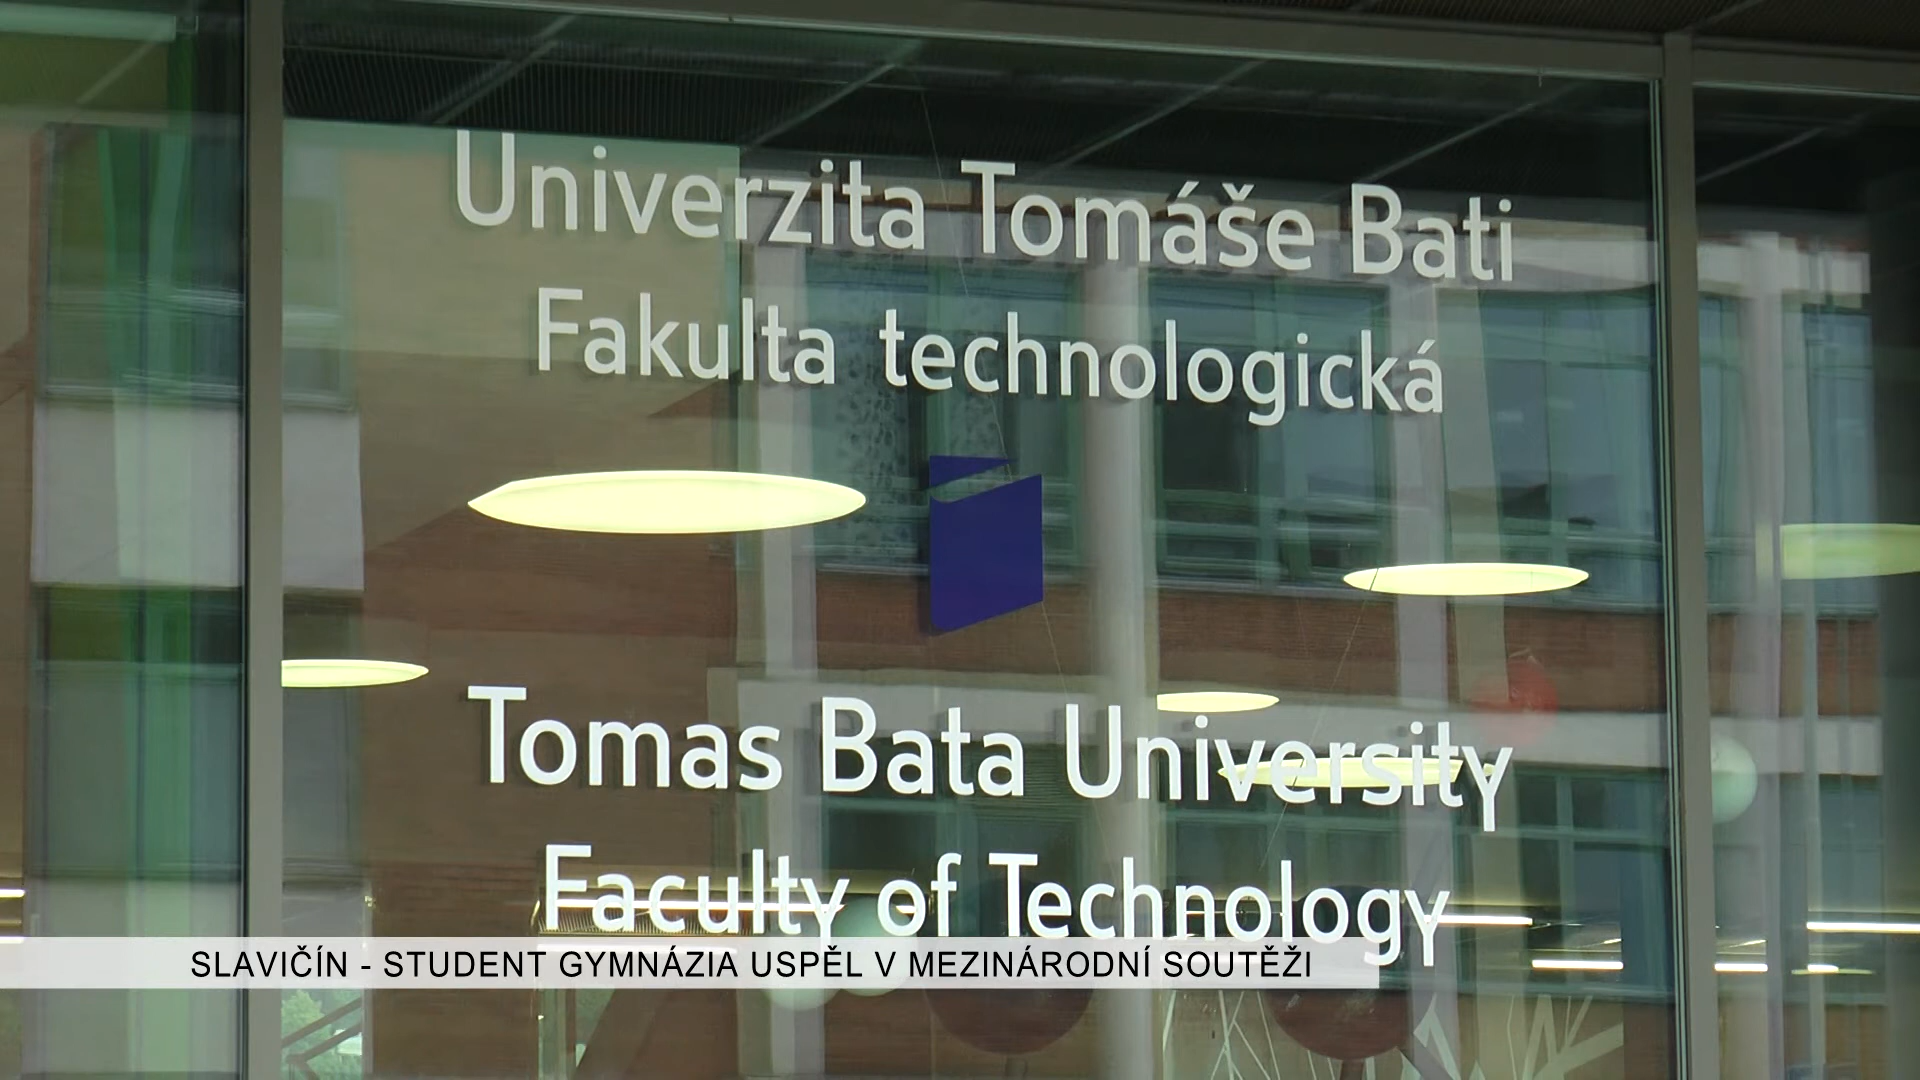 Univerzita Tomáše Bati
Fakulta technologická
Tomas Bata University
Faculty of Technology
SLAVIČÍN - STUDENT GYMNÁZIA USPĚL V MEZINÁRODNÍ SOUTĚŽI